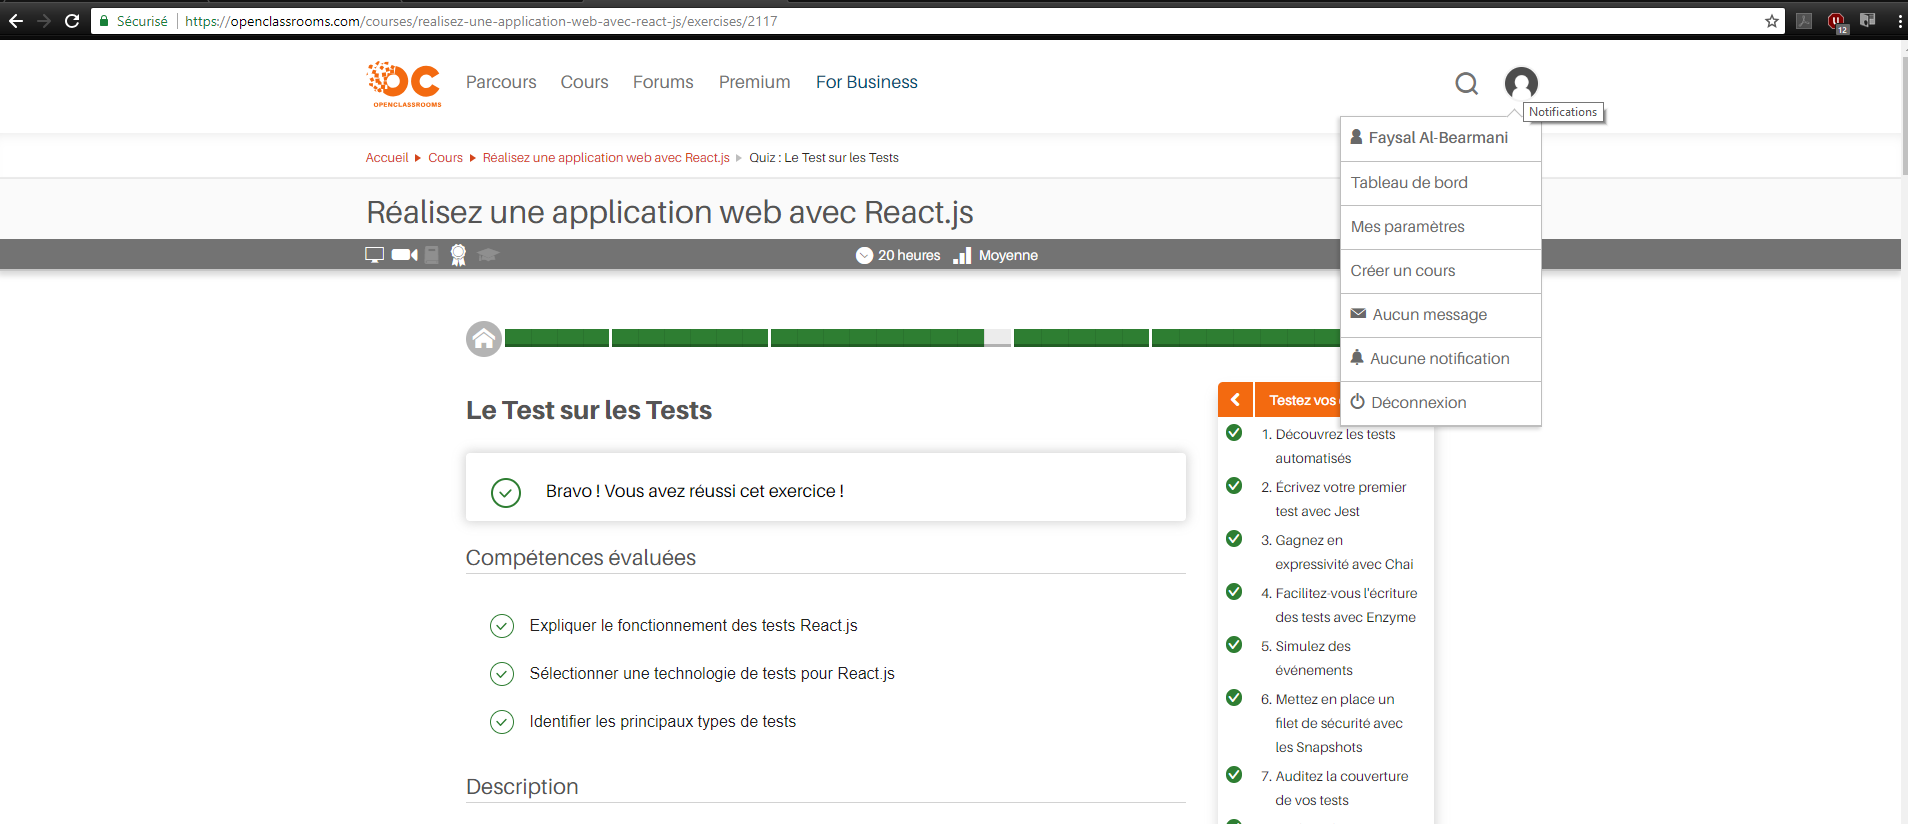 Sécurisé https://openclassrooms.com/courses/realisez-une-application-web-avec-react-js/exercises/2117
12
OC
OPENCLASSROOMS
Parcours Cours Forums Premium For Business
Notifications
Faysal Al-Bearmani
Tableau de bord
Mes paramètres
Créer un cours
Aucun message
Aucune notification
Déconnexion
Accueil Cours Réalisez une application web avec React.js Quiz : Le Test sur les Tests
Réalisez une application web avec React.js
20 heures Moyenne
Le Test sur les Tests
Bravo ! Vous avez réussi cet exercice !
Compétences évaluées
Expliquer le fonctionnement des tests React.js
Sélectionner une technologie de tests pour React.js
Identifier les principaux types de tests
Description
Testez vos
1. Découvrez les tests
automatisés
2. Écrivez votre premier
test avec Jest
3. Gagnez en
expressivité avec Chai
4. Facilitez-vous l'écriture
des tests avec Enzyme
5. Simulez des
événements
6. Mettez en place un
filet de sécurité avec
les Snapshots
7. Auditez la couverture
de vos tests